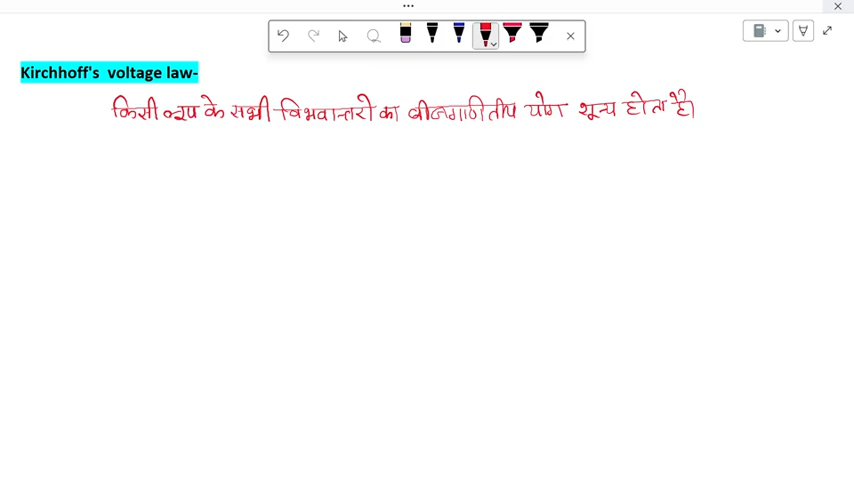 Kirchhoff's voltage law-
किसी लूप के सभी विभवान्तरो का बीजगणितीय योग शून्य होता है।